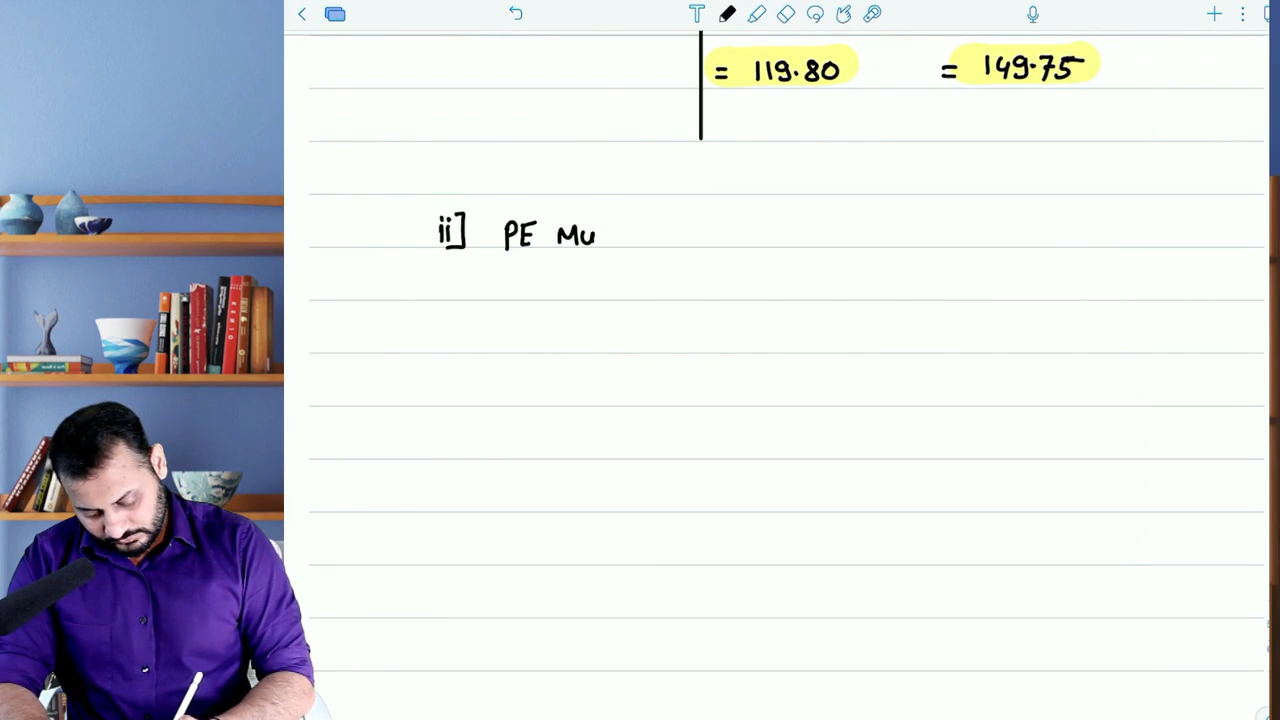 = 119.80 = 149.75
ii] PE Mu